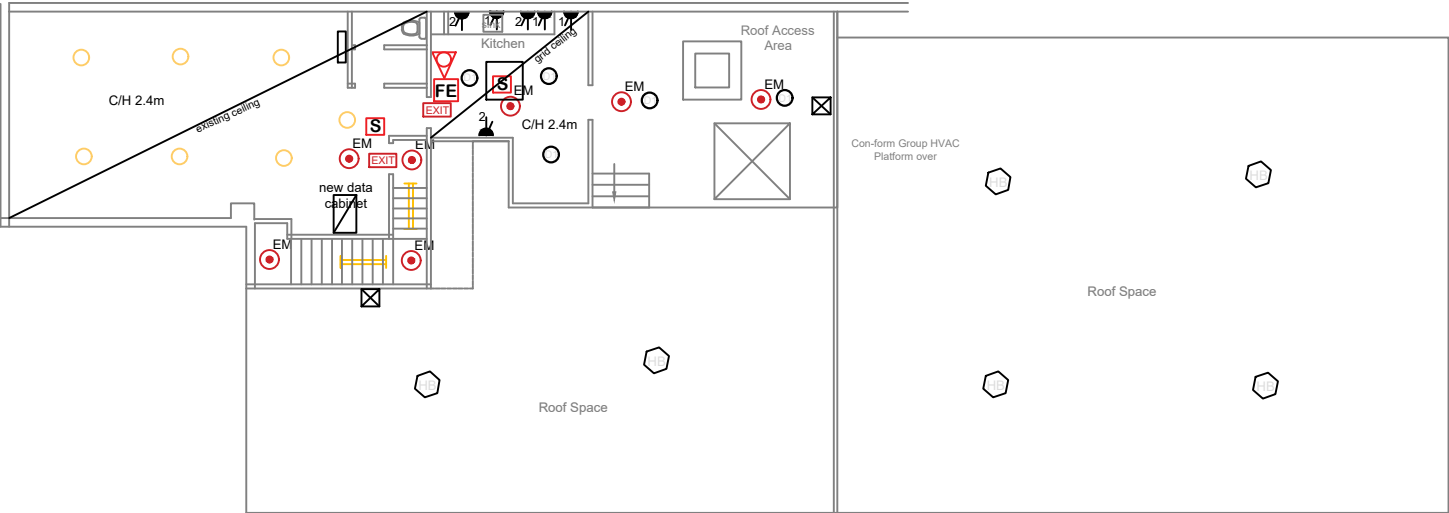 2
1
2
1
1
Kitchen
grid ceiling
Roof Access
Area
C/H 2.4m
existing ceiling
FE
S
EM
EXIT
EM
EM
S
2
C/H 2.4m
EM
EXIT
EM
Con-form Group HVAC
Platform over
HB
HB
new data
cabinet
EM
EM
Roof Space
HB
HB
HB
HB
Roof Space